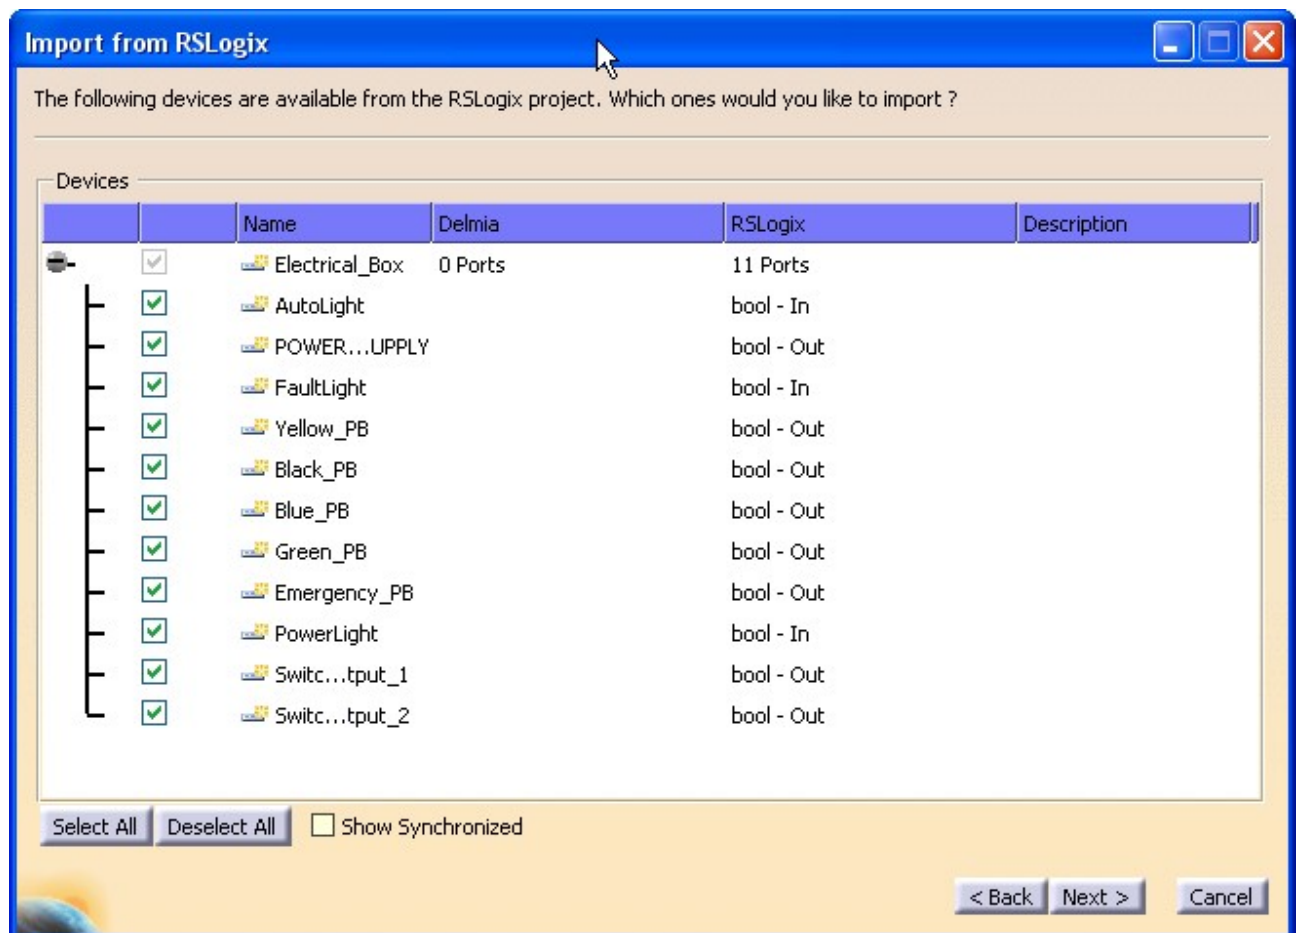 Import from RSLogix
The following devices are available from the RSLogix project. Which ones would you like to import ?
Devices
Name Delmia RSLogix Description
Electrical_Box 0 Ports 11 Ports
AutoLight bool - In
POWER...UPPLY bool - Out
FaultLight bool - In
Yellow_PB bool - Out
Black_PB bool - Out
Blue_PB bool - Out
Green_PB bool - Out
Emergency_PB bool - Out
PowerLight bool - In
Switc...tput_1 bool - Out
Switc...tput_2 bool - Out
Select All Deselect All Show Synchronized
< Back Next > Cancel